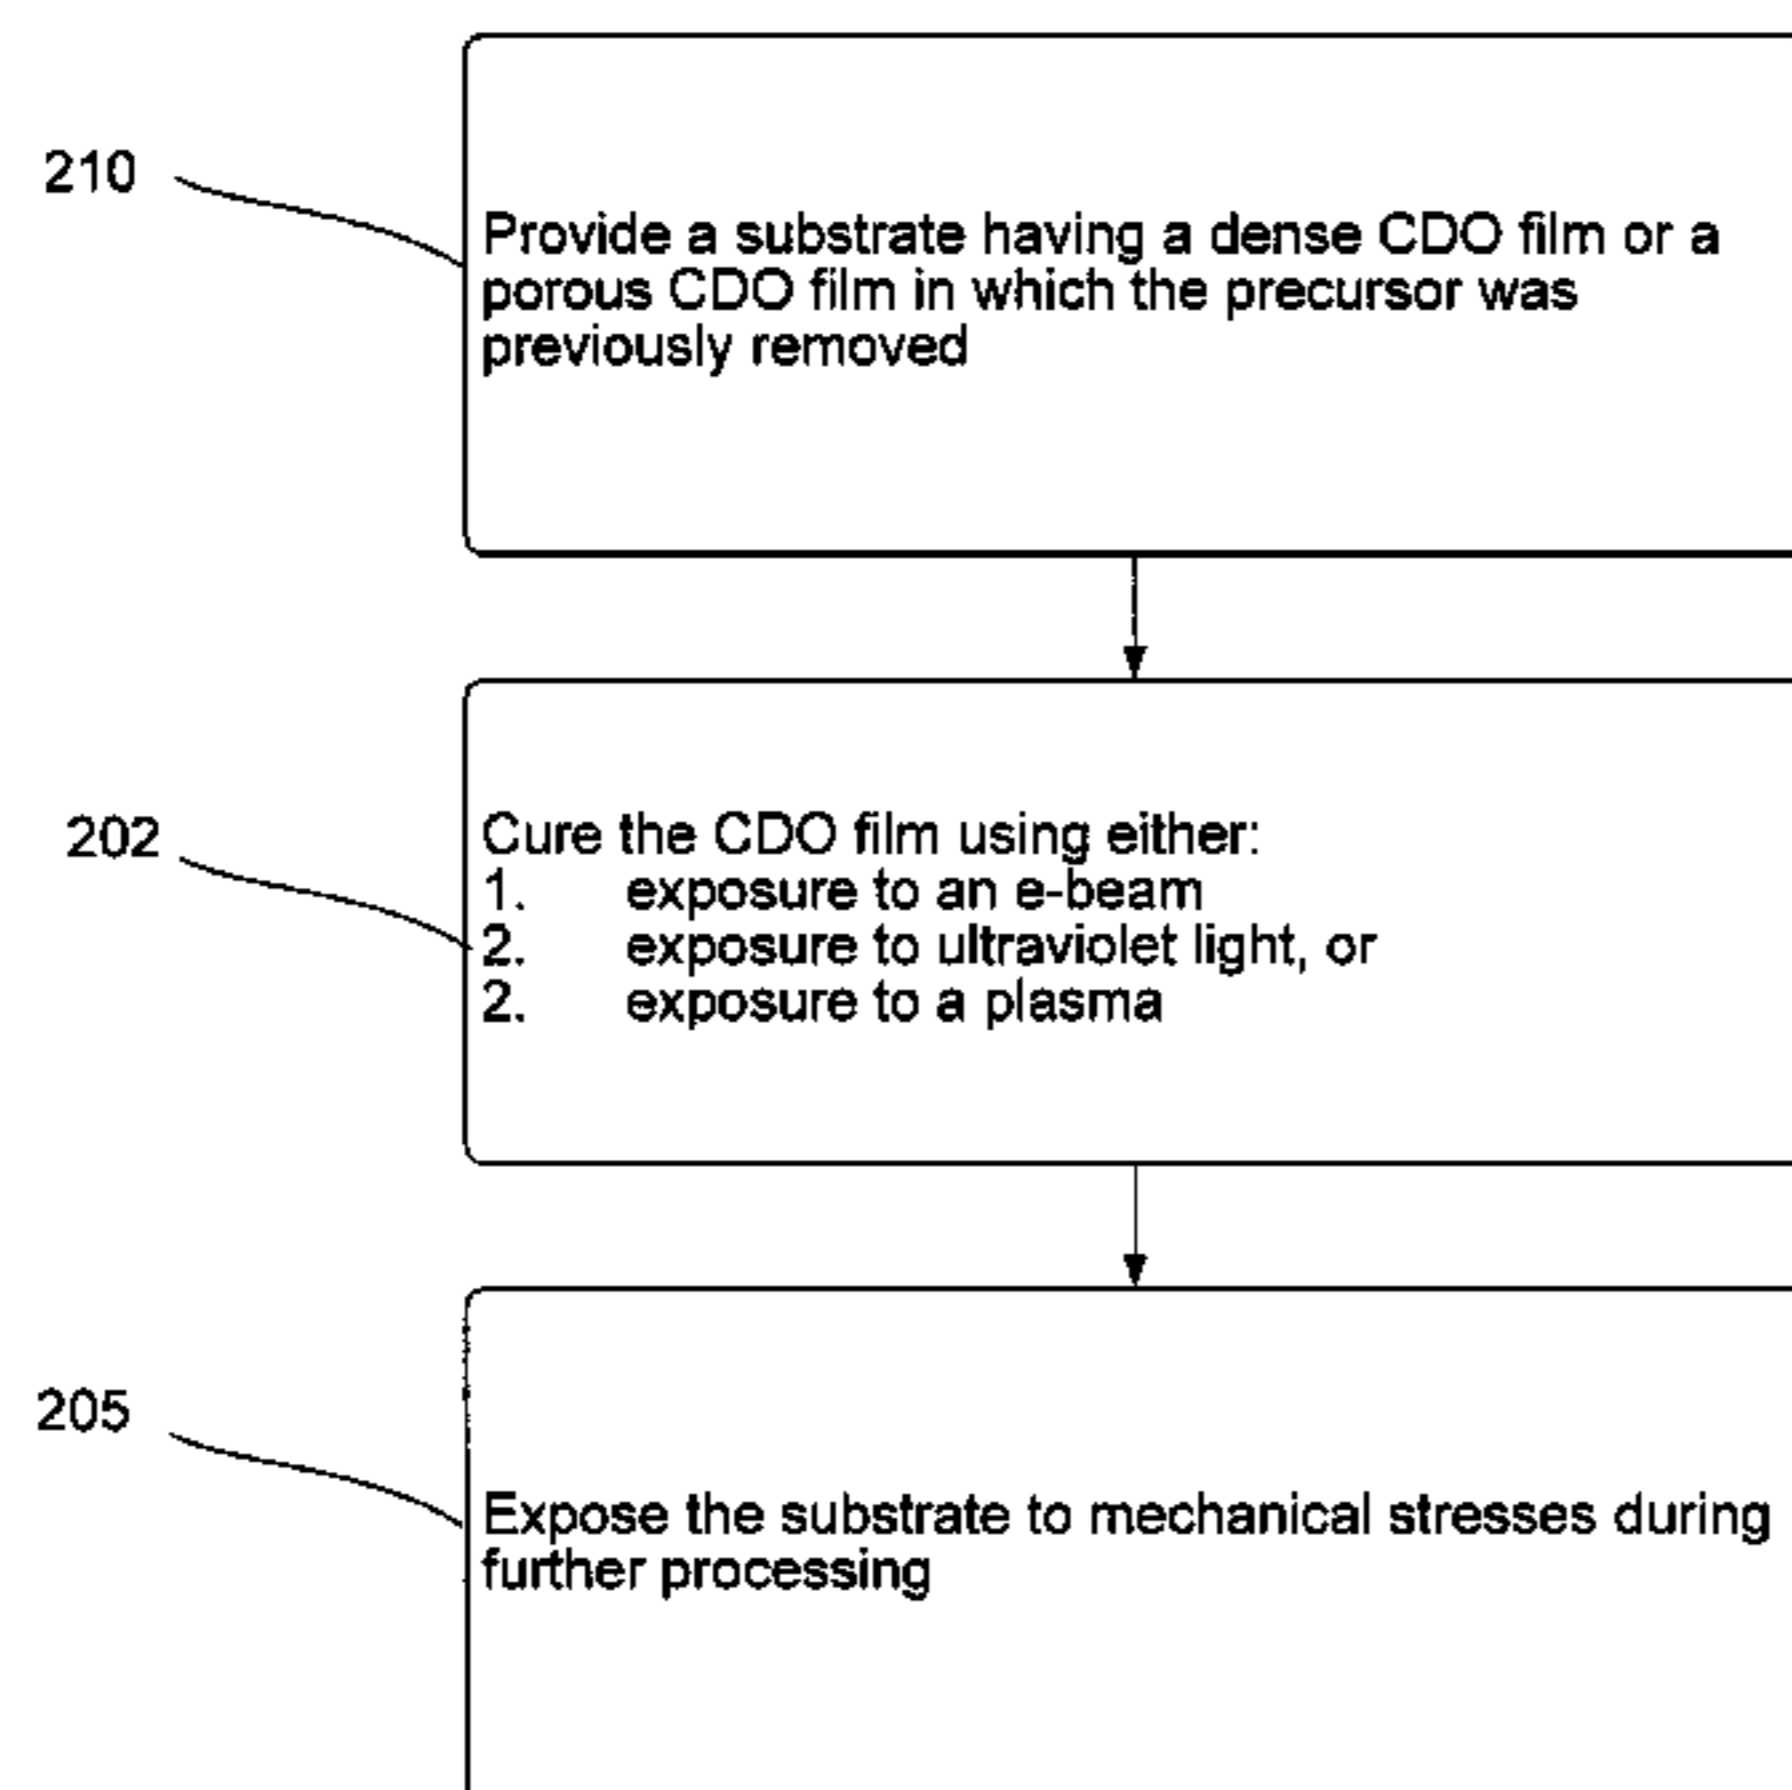 210
Provide a substrate having a dense CDO film or a
porous CDO film in which the precursor was
previously removed
202
Cure the CDO film using either:
1. exposure to an e-beam
2. exposure to ultraviolet light, or
2. exposure to a plasma
205
Expose the substrate to mechanical stresses during
further processing